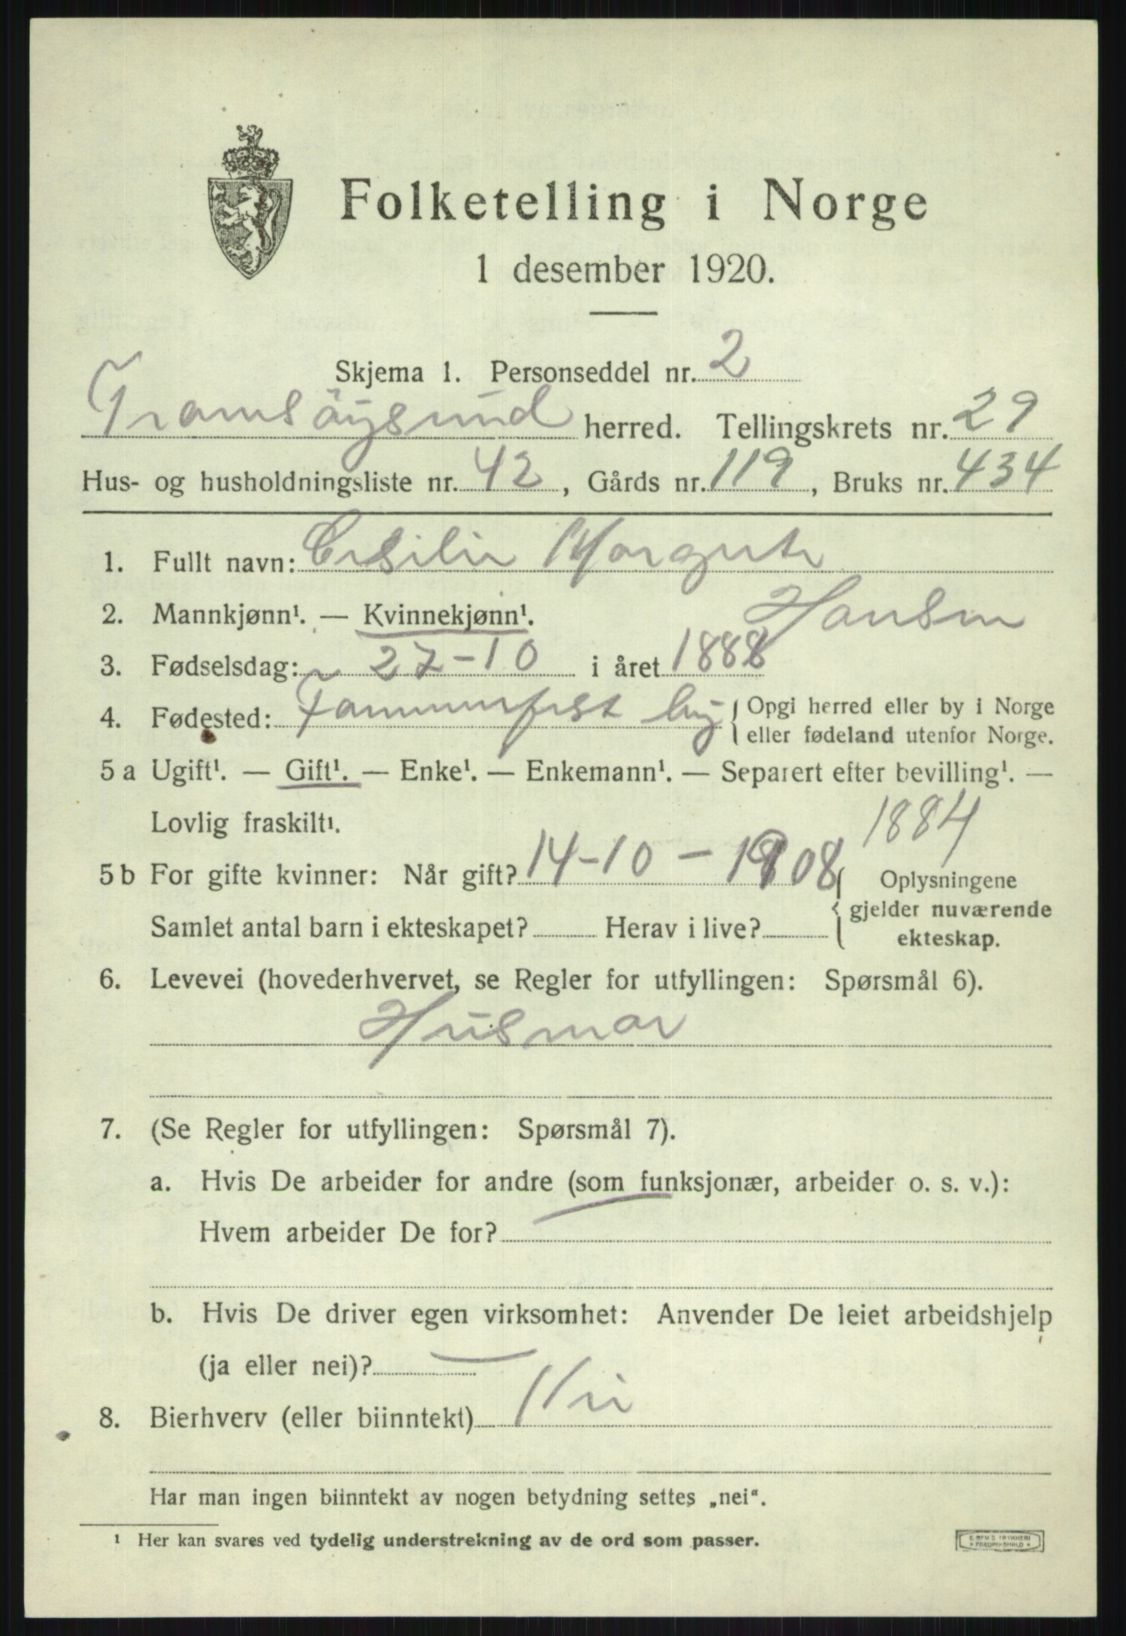 Folketelling i Norge
1 desember 1920.
Skjema 1. Personseddel nr. 2
Tromsöysund herred. Tellingskrets nr. 29
Hus- og husholdningsliste nr. 42, Gårds nr. 119, Bruks nr. 434
1. Fullt navn: Cesilie Margrete
Hansen
2. Mannkjønn¹. — Kvinnekjønn¹.
3. Fødselsdag: 27-10 i året 1888
4. Fødested: by { Opgi herred eller by i Norge
eller fødeland utenfor Norge.
5 a Ugift¹. — Gift¹. — Enke¹. — Enkemann¹. — Separert efter bevilling¹. —
Lovlig fraskilt¹.
1884
5 b For gifte kvinner: Når gift? 14-10-1908 { Oplysningene
gjelder nuværende
Samlet antal barn i ekteskapet? Herav i live?
ekteskap.
6. Levevei (hovederhvervet, se Regler for utfyllingen: Spørsmål 6).
Husmor
7. (Se Regler for utfyllingen: Spørsmål 7).
a. Hvis De arbeider for andre (som funksjonær, arbeider o. s. v.):
Hvem arbeider De for?
b. Hvis De driver egen virksomhet: Anvender De leiet arbeidshjelp
(ja eller nei)? —
8. Bierhverv (eller biinntekt) Nei
Har man ingen biinntekt av nogen betydning settes „nei“.
¹ Her kan svares ved tydelig understrekning av de ord som passer.